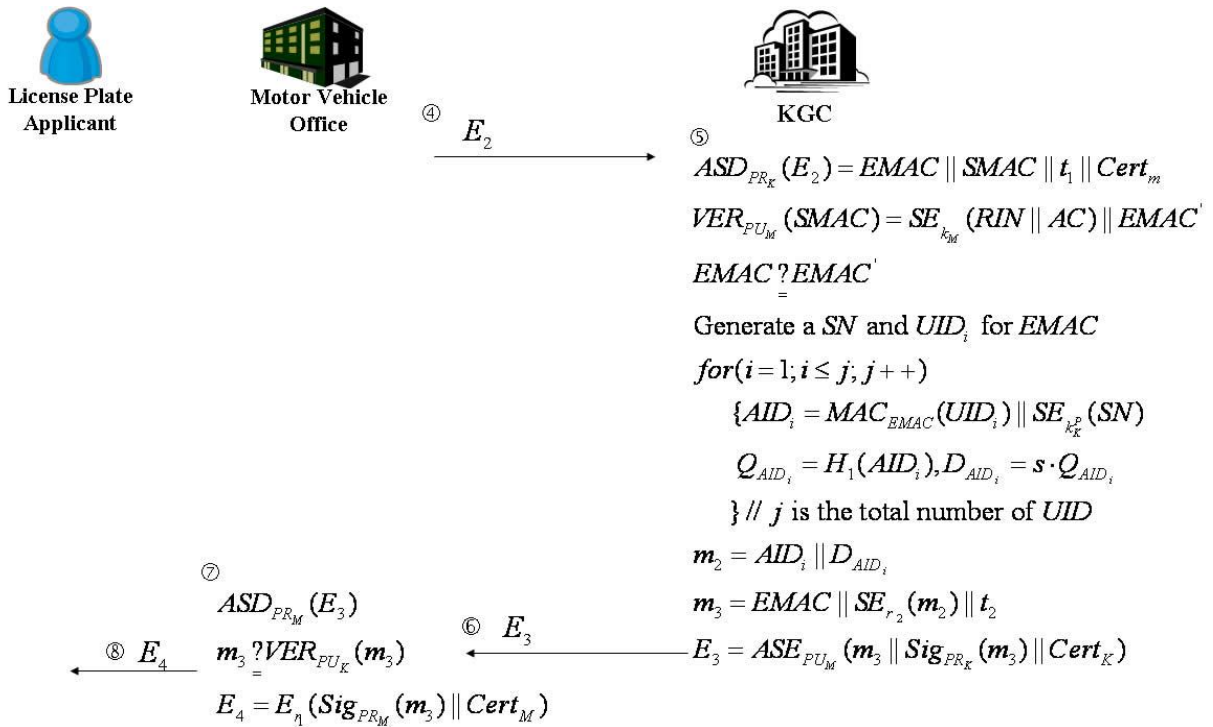 License Plate
Applicant
Motor Vehicle
Office
KGC
④ E_2
⑤
ASD_{PR_K}(E_2) = EMAC || SMAC || t_1 || Cert_m
VER_{PU_M}(SMAC) = SE_{k_M}(RIN || AC) || EMAC'
EMAC ?= EMAC'
Generate a SN and UID_i for EMAC
for(i = 1; i ≤ j; j ++)
{AID_i = MAC_{EMAC}(UID_i) || SE_{k_K^P}(SN)
Q_{AID_i} = H_1(AID_i), D_{AID_i} = s · Q_{AID_i}
} // j is the total number of UID
m_2 = AID_i || D_{AID_i}
m_3 = EMAC || SE_{r_2}(m_2) || t_2
E_3 = ASE_{PU_M}(m_3 || Sig_{PR_K}(m_3) || Cert_K)
⑥ E_3
⑦
ASD_{PR_M}(E_3)
m_3 ?= VER_{PU_K}(m_3)
E_4 = E_{r_1}(Sig_{PR_M}(m_3) || Cert_M)
⑧ E_4